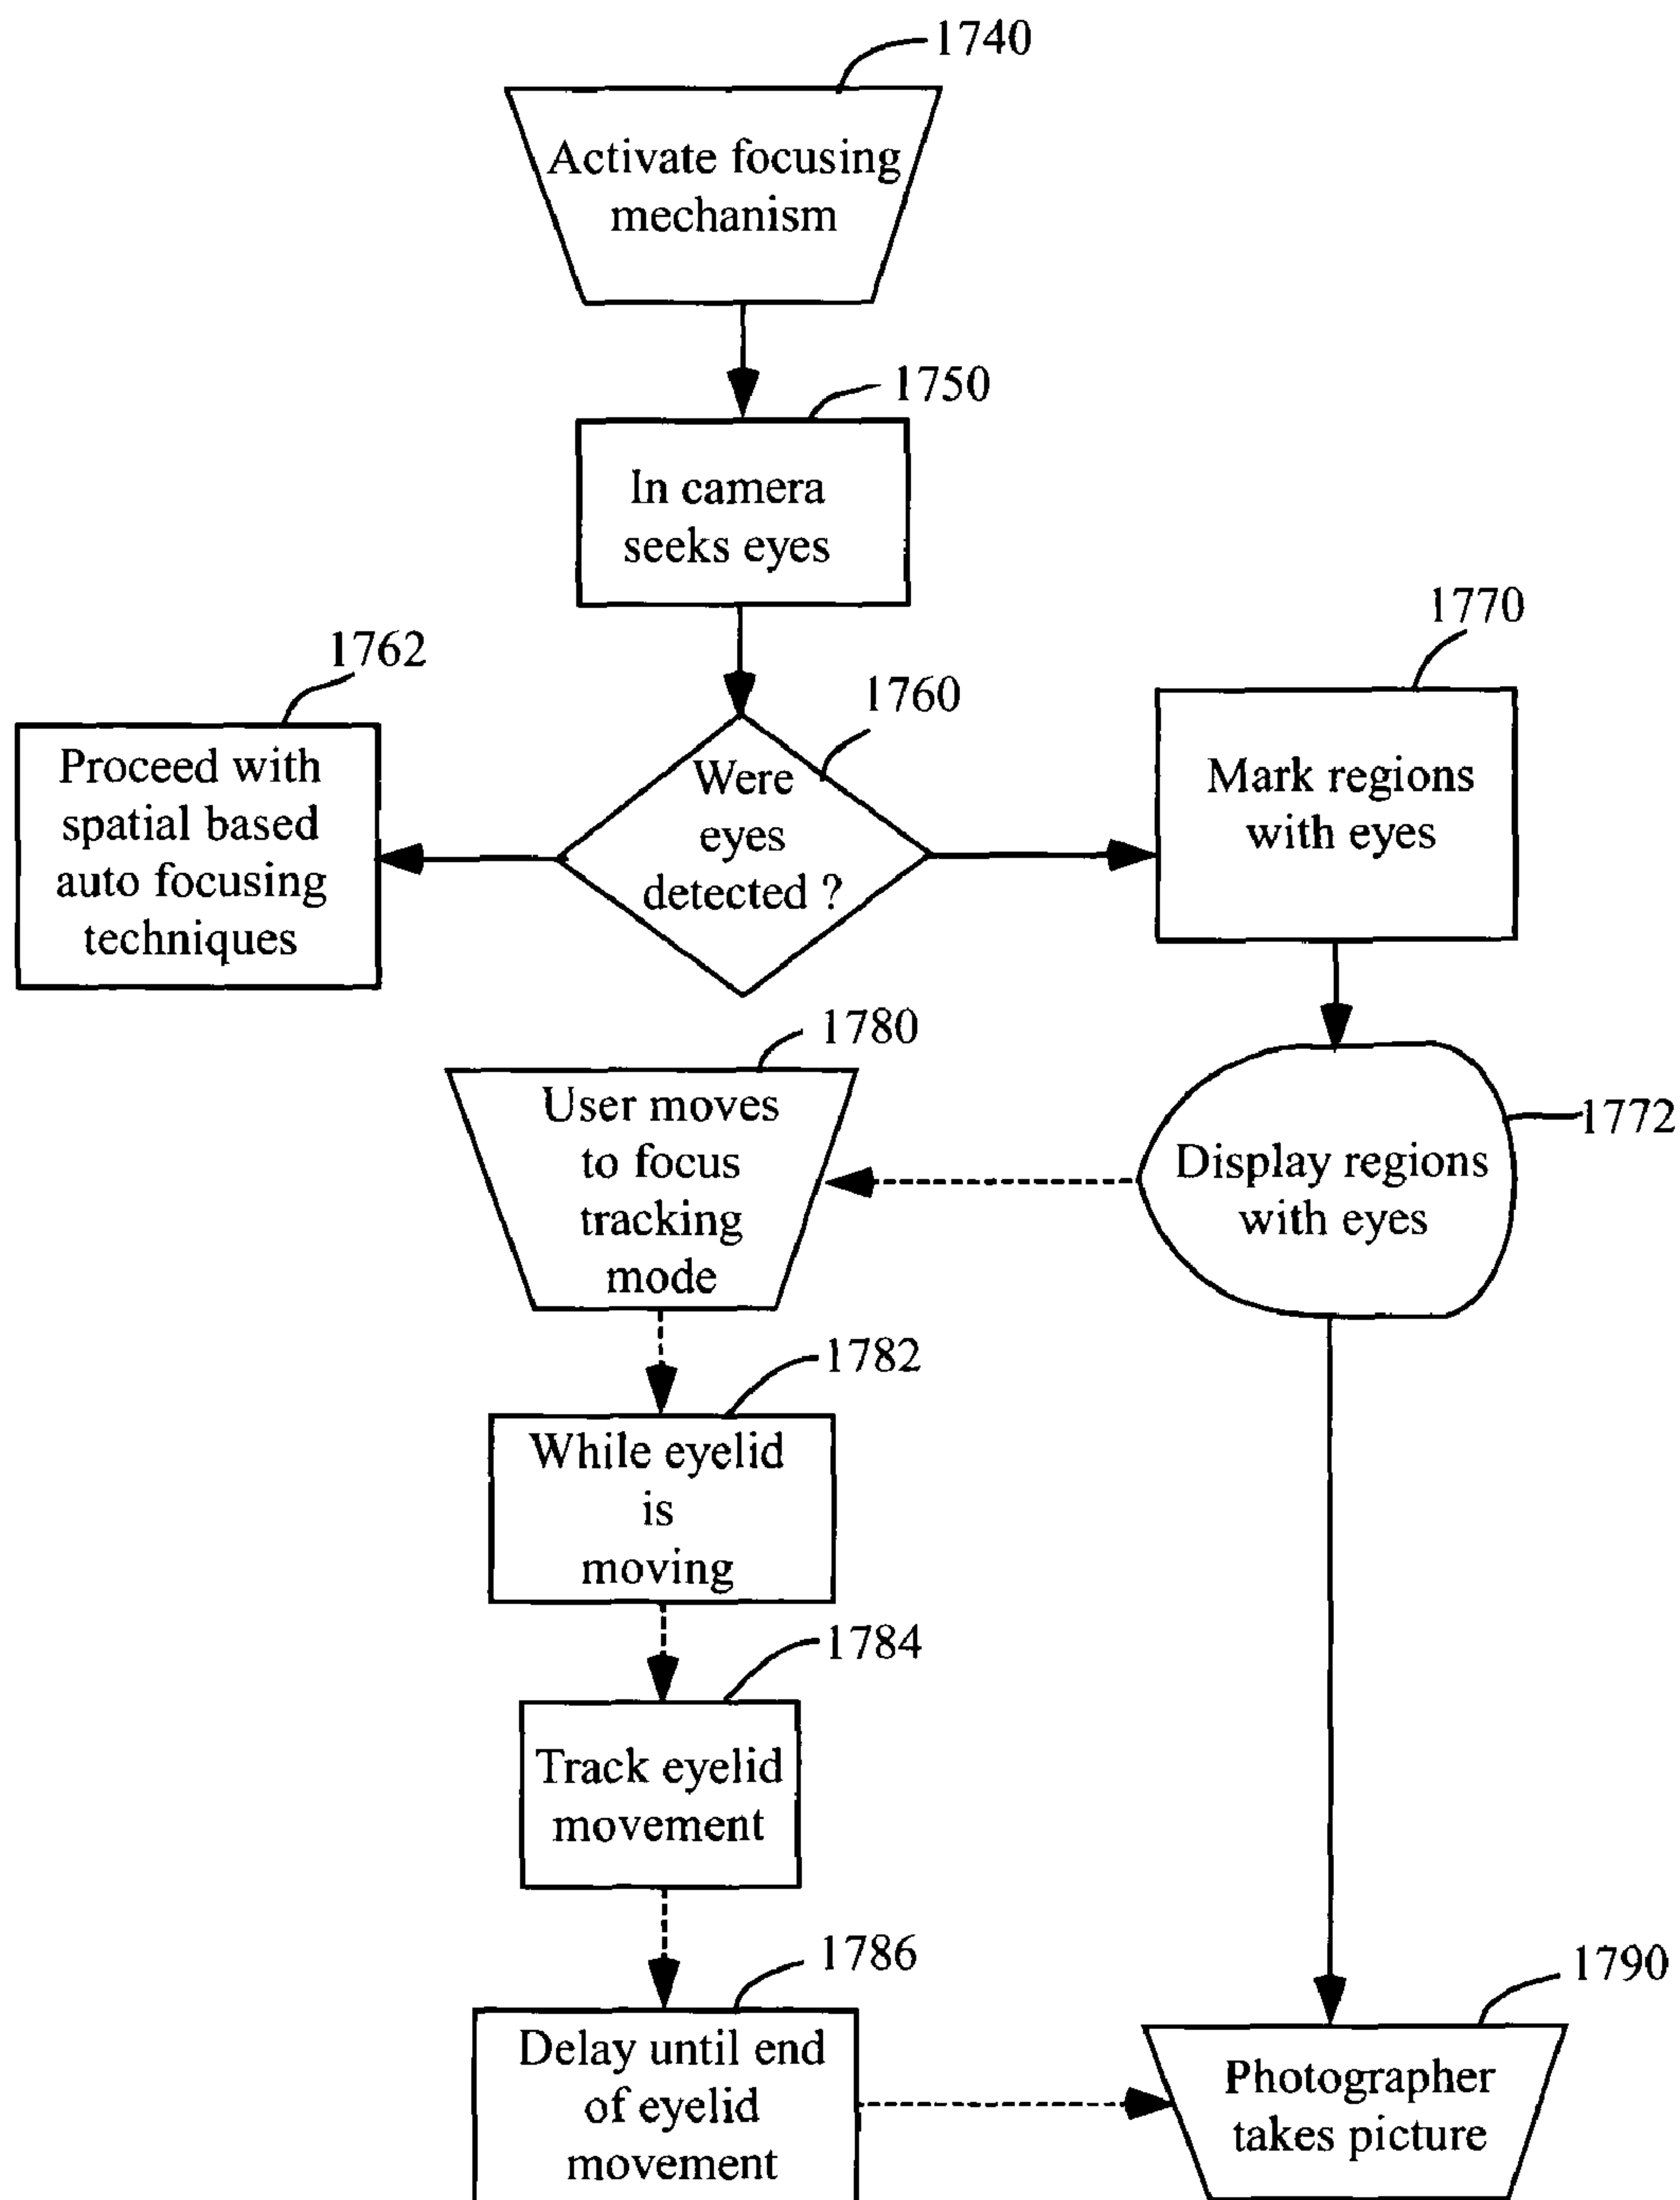 1740
Activate focusing
mechanism
1750
In camera
seeks eyes
1762
Proceed with
spatial based
auto focusing
techniques
1760
Were
eyes
detected ?
1770
Mark regions
with eyes
1772
Display regions
with eyes
1780
User moves
to focus
tracking
mode
1782
While eyelid
is
moving
1784
Track eyelid
movement
1786
Delay until end
of eyelid
movement
1790
Photographer
takes picture